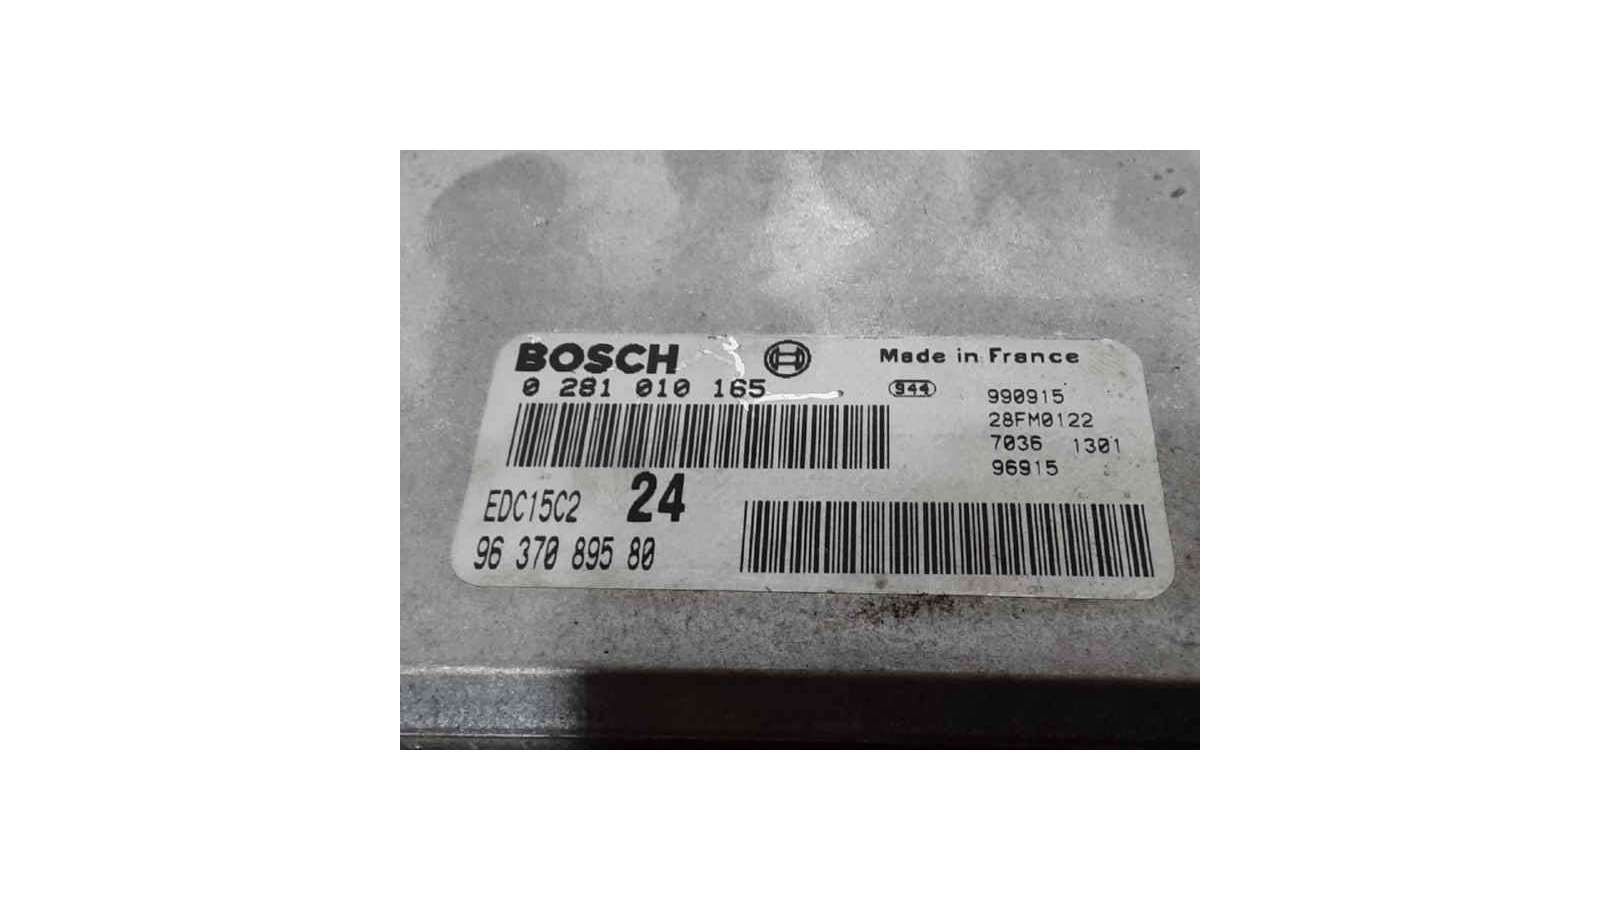 BOSCH
Made in France
0 281 010 165
944
990915
28FM0122
7036 1301
96915
EDC15C2 24
96 370 895 80